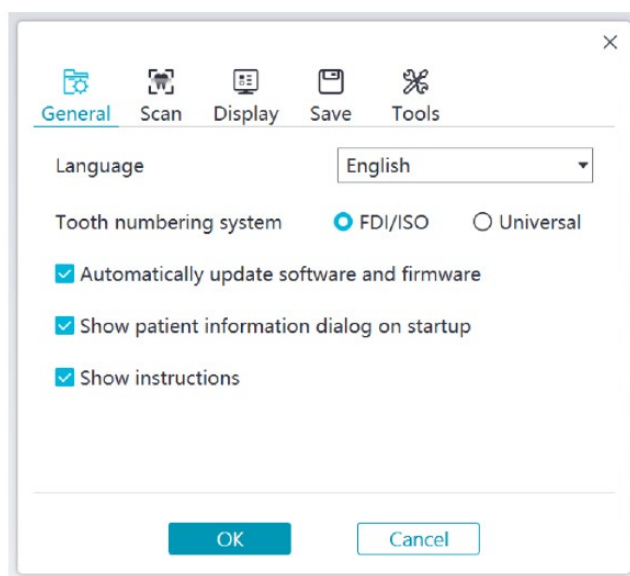 General Scan Display Save Tools
Language English
Tooth numbering system FDI/ISO Universal
Automatically update software and firmware
Show patient information dialog on startup
Show instructions
OK Cancel